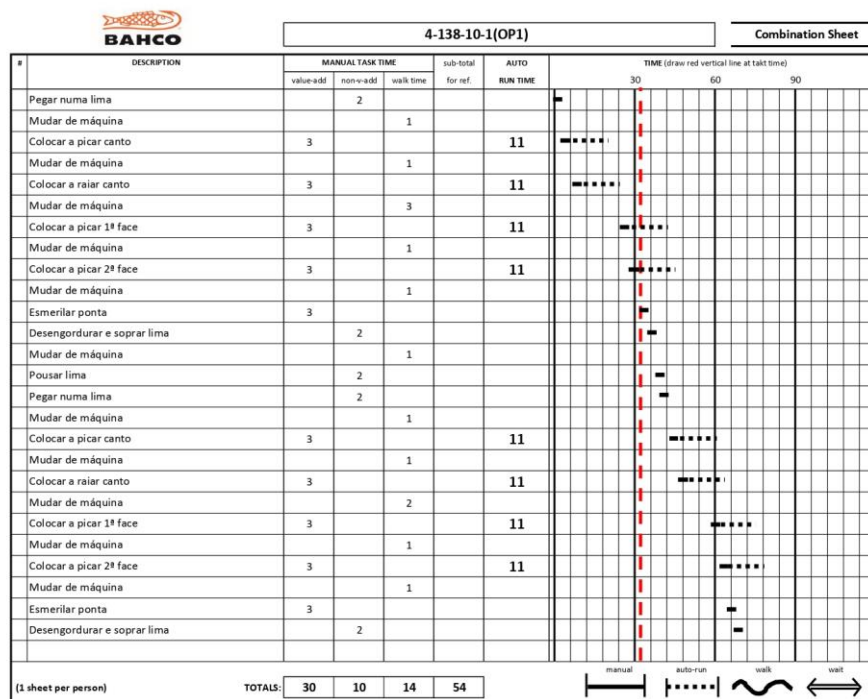 BAHCO
4-138-10-1(OP1)
Combination Sheet
# DESCRIPTION MANUAL TASK TIME sub-total AUTO TIME (draw red vertical line at takt time)
value-add non-v-add walk time for ref. RUN TIME 30 60 90
Pegar numa lima 2
Mudar de máquina 1
Colocar a picar canto 3 11
Mudar de máquina 1
Colocar a raiar canto 3 11
Mudar de máquina 3
Colocar a picar 1ª face 3 11
Mudar de máquina 1
Colocar a picar 2ª face 3 11
Mudar de máquina 1
Esmerilar ponta 3
Desengordurar e soprar lima 2
Mudar de máquina 1
Pousar lima 2
Pegar numa lima 2
Mudar de máquina 1
Colocar a picar canto 3 11
Mudar de máquina 1
Colocar a raiar canto 3 11
Mudar de máquina 2
Colocar a picar 1ª face 3 11
Mudar de máquina 1
Colocar a picar 2ª face 3 11
Mudar de máquina 1
Esmerilar ponta 3
Desengordurar e soprar lima 2
manual auto-run walk wait
(1 sheet per person) TOTALS: 30 10 14 54